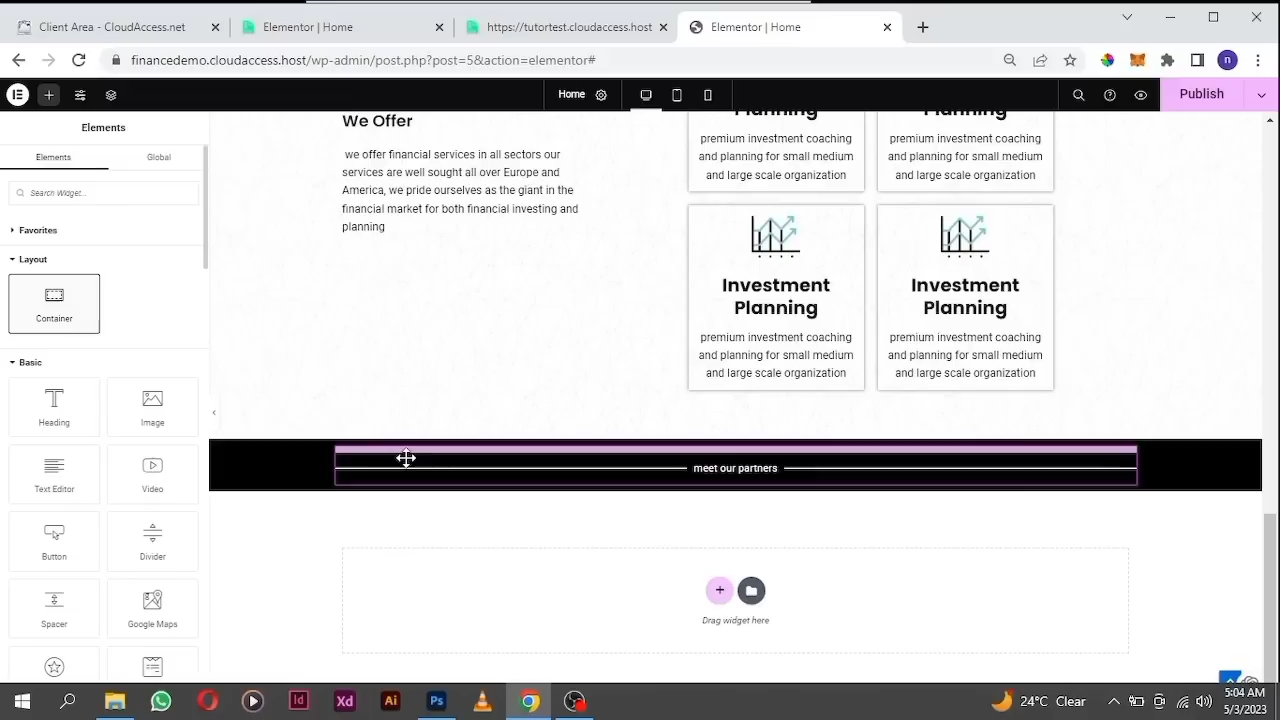 Client Area - CloudAccess.net
Elementor | Home
https://tutortest.cloudaccess.host
Elementor | Home
financedemo.cloudaccess.host/wp-admin/post.php?post=5&action=elementor#
n
Home
Publish
Elements
Elements
Global
Search Widget...
Favorites
Layout
Container
Basic
Heading
Image
Text Editor
Video
Button
Divider
Spacer
Google Maps
We Offer
we offer financial services in all sectors our
services are well sought all over Europe and
America, we pride ourselves as the giant in the
financial market for both financial investing and
planning
Planning
premium investment coaching
and planning for small medium
and large scale organization
Planning
premium investment coaching
and planning for small medium
and large scale organization
Investment
Planning
premium investment coaching
and planning for small medium
and large scale organization
Investment
Planning
premium investment coaching
and planning for small medium
and large scale organization
meet our partners
Drag widget here
Id
Xd
Ai
Ps
24°C Clear
5:04 AM
5/3/2023